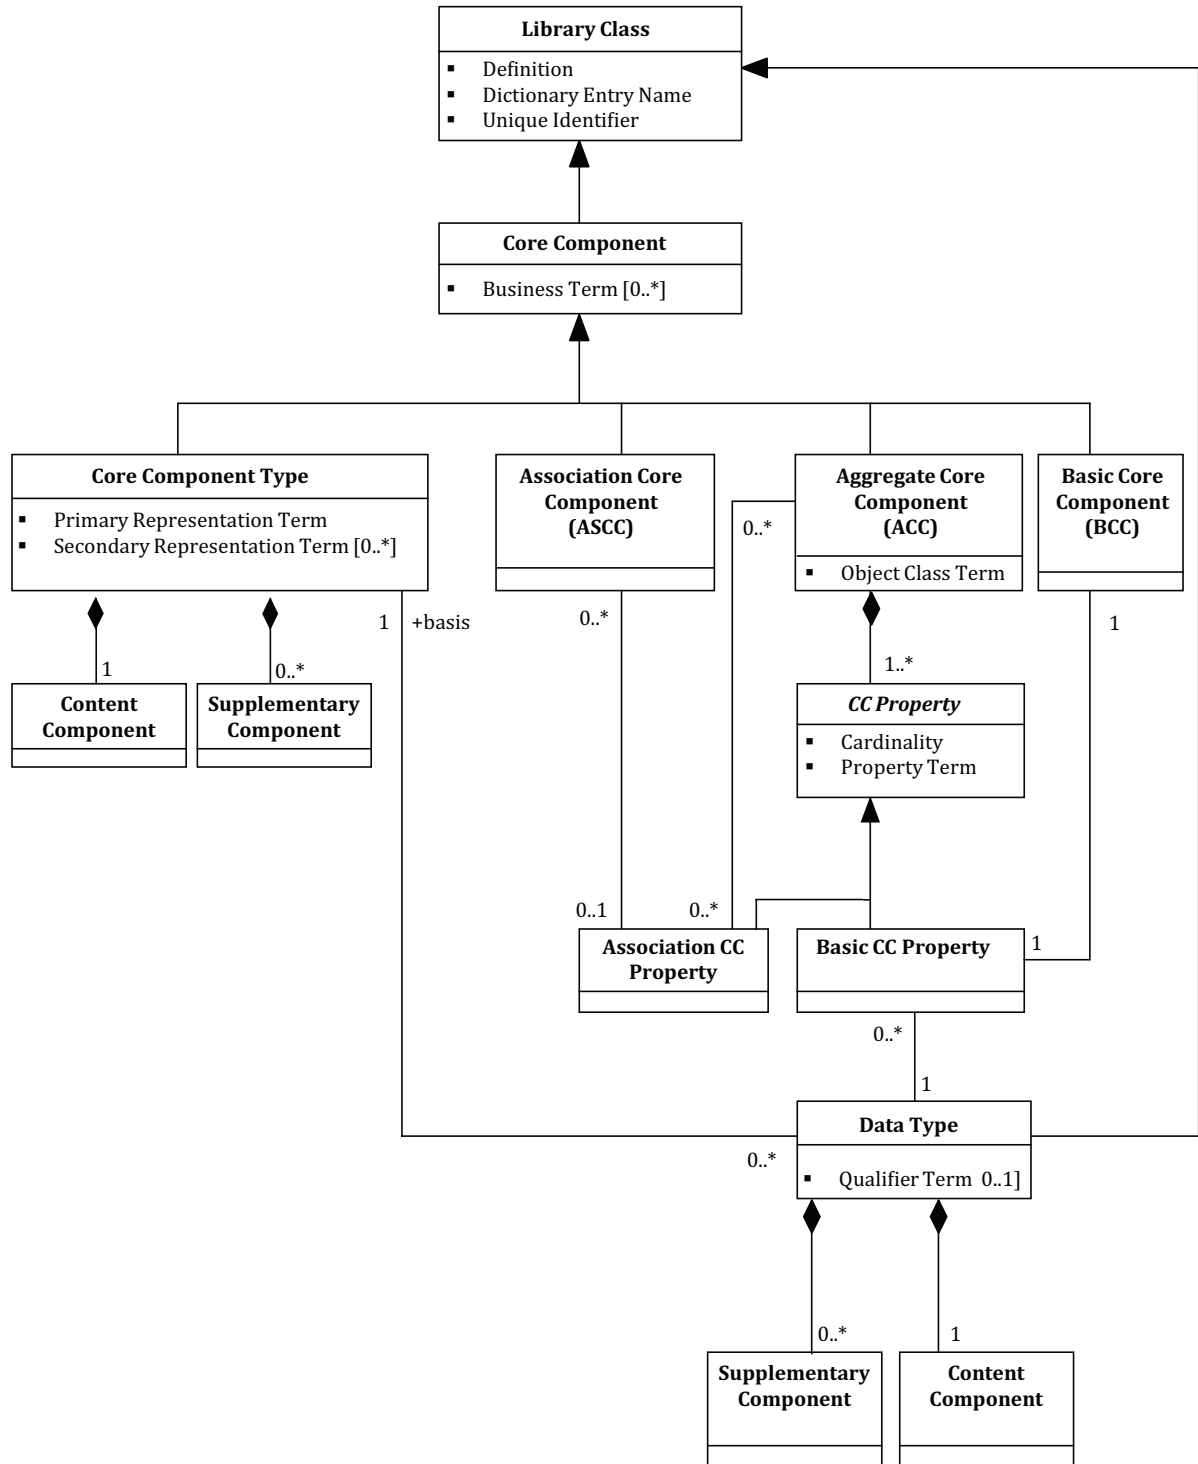 Library Class
▪ Definition
▪ Dictionary Entry Name
▪ Unique Identifier
Core Component
▪ Business Term [0..*]
Core Component Type
▪ Primary Representation Term
▪ Secondary Representation Term [0..*]
Association Core
Component
(ASCC)
Aggregate Core
Component
(ACC)
▪ Object Class Term
Basic Core
Component
(BCC)
0..*
1 +basis
0..*
1
1
0..*
1..*
Content
Component
Supplementary
Component
CC Property
▪ Cardinality
▪ Property Term
0..1
0..*
Association CC
Property
Basic CC Property
1
0..*
1
Data Type
▪ Qualifier Term 0..1]
0..*
0..*
1
Supplementary
Component
Content
Component